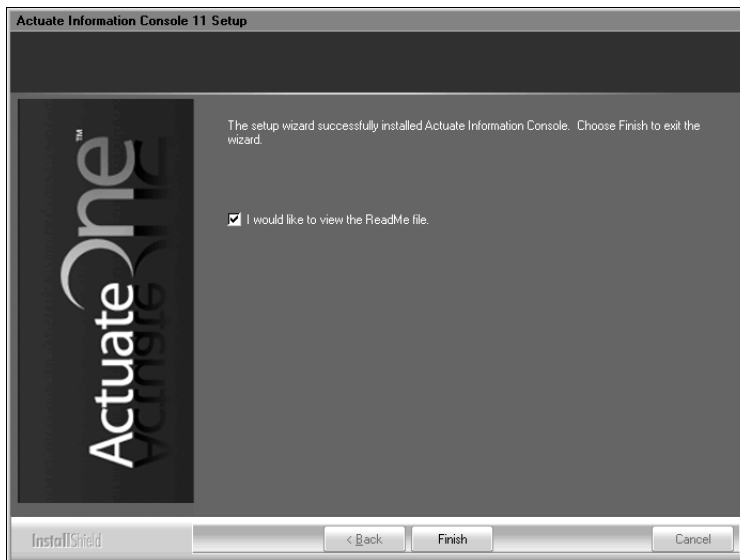 Actuate Information Console 11 Setup
ActuateOne™
The setup wizard successfully installed Actuate Information Console. Choose Finish to exit the
wizard.
I would like to view the ReadMe file.
InstallShield
< Back
Finish
Cancel